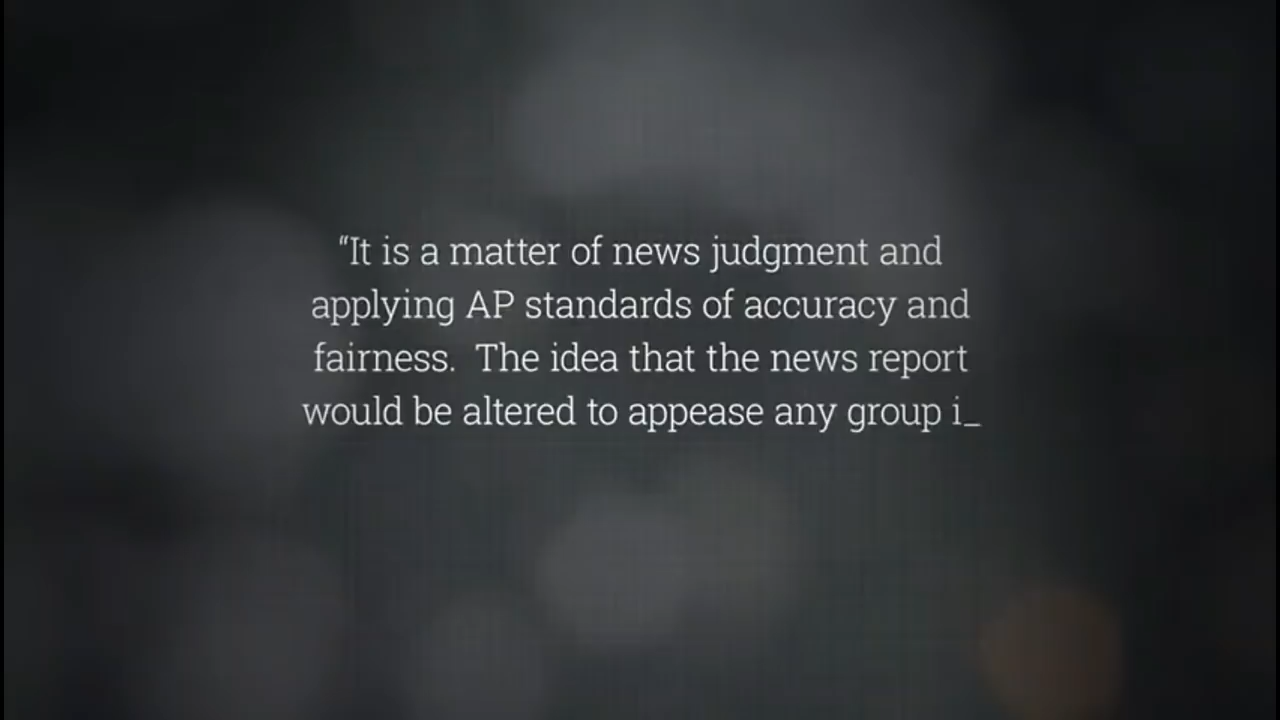 “It is a matter of news judgment and
applying AP standards of accuracy and
fairness.  The idea that the news report
would be altered to appease any group i_